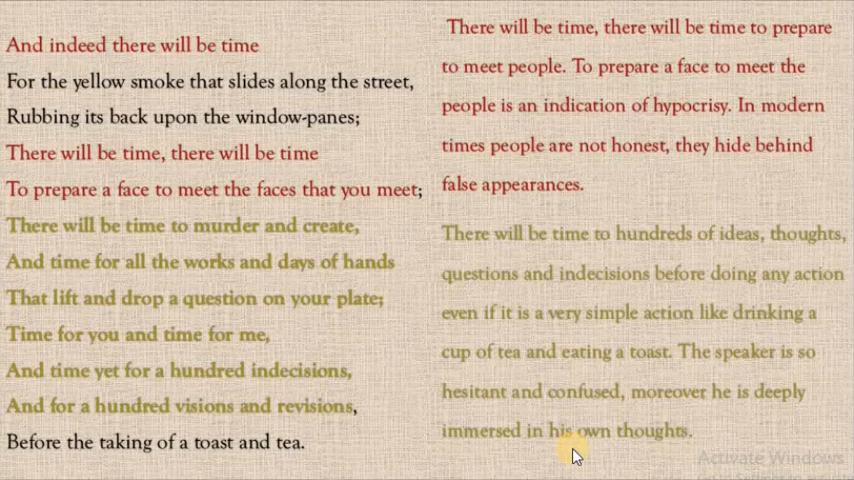 And indeed there will be time
For the yellow smoke that slides along the street,
Rubbing its back upon the window-panes;
There will be time, there will be time
To prepare a face to meet the faces that you meet;
There will be time to murder and create,
And time for all the works and days of hands
That lift and drop a question on your plate;
Time for you and time for me,
And time yet for a hundred indecisions,
And for a hundred visions and revisions,
Before the taking of a toast and tea.
There will be time, there will be time to prepare
to meet people. To prepare a face to meet the
people is an indication of hypocrisy. In modern
times people are not honest, they hide behind
false appearances.
There will be time to hundreds of ideas, thoughts,
questions and indecisions before doing any action
even if it is a very simple action like drinking a
cup of tea and eating a toast. The speaker is so
hesitant and confused, moreover he is deeply
immersed in his own thoughts.
Activate Windows